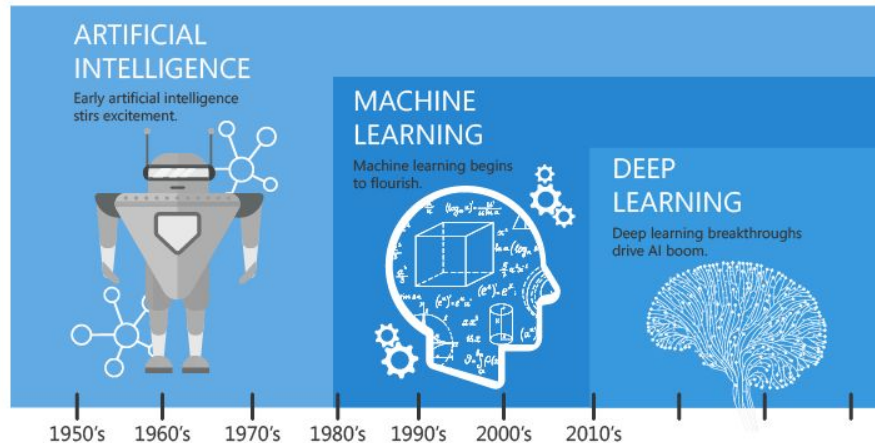 ARTIFICIAL
INTELLIGENCE
Early artificial intelligence
stirs excitement.
MACHINE
LEARNING
Machine learning begins
to flourish.
DEEP
LEARNING
Deep learning breakthroughs
drive AI boom.
1950's 1960's 1970's 1980's 1990's 2000's 2010's